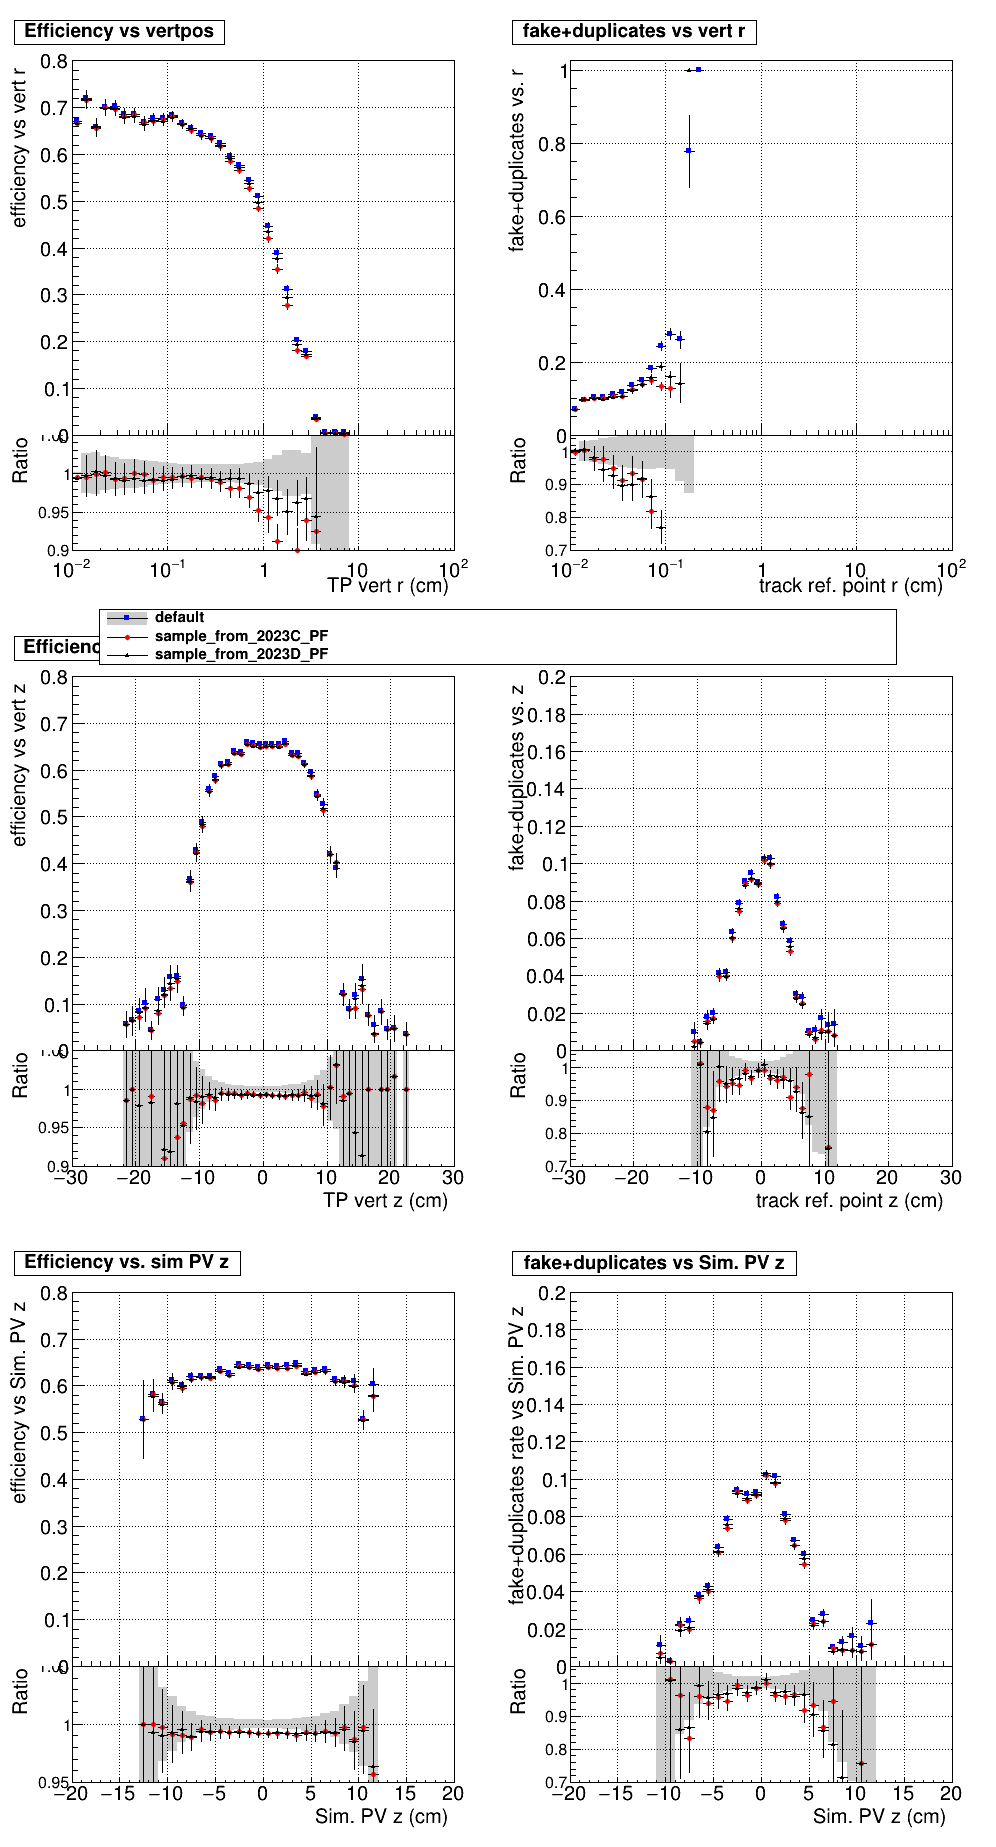 Efficiency vs vertpos
fake+duplicates vs vert r
efficiency vs vert r
0.8
0.7
0.6
0.5
0.4
0.3
0.2
0.1
0
Ratio
1
0.95
0.9
10−2
10−1
1
10
102
TP vert r (cm)
fake+duplicates vs. r
1
0.8
0.6
0.4
0.2
0
Ratio
1
0.9
0.8
0.7
10−2
10−1
1
10
102
track ref. point r (cm)
default
sample_from_2023C_PF
sample_from_2023D_PF
efficiency vs vert z
0.8
0.7
0.6
0.5
0.4
0.3
0.2
0.1
0
Ratio
1
0.95
0.9
−30 −20 −10 0 10 20 30
TP vert z (cm)
fake+duplicates vs. z
0.2
0.18
0.16
0.14
0.12
0.1
0.08
0.06
0.04
0.02
0
Ratio
1
0.9
0.8
0.7
−30 −20 −10 0 10 20 30
track ref. point z (cm)
Efficiency vs. sim PV z
fake+duplicates vs Sim. PV z
efficiency vs Sim. PV z
0.8
0.7
0.6
0.5
0.4
0.3
0.2
0.1
0
Ratio
1
0.95
−20 −15 −10 −5 0 5 10 15 20
Sim. PV z (cm)
fake+duplicates rate vs Sim. PV z
0.2
0.18
0.16
0.14
0.12
0.1
0.08
0.06
0.04
0.02
0
Ratio
1
0.9
0.8
0.7
−20 −15 −10 −5 0 5 10 15 20
Sim. PV z (cm)